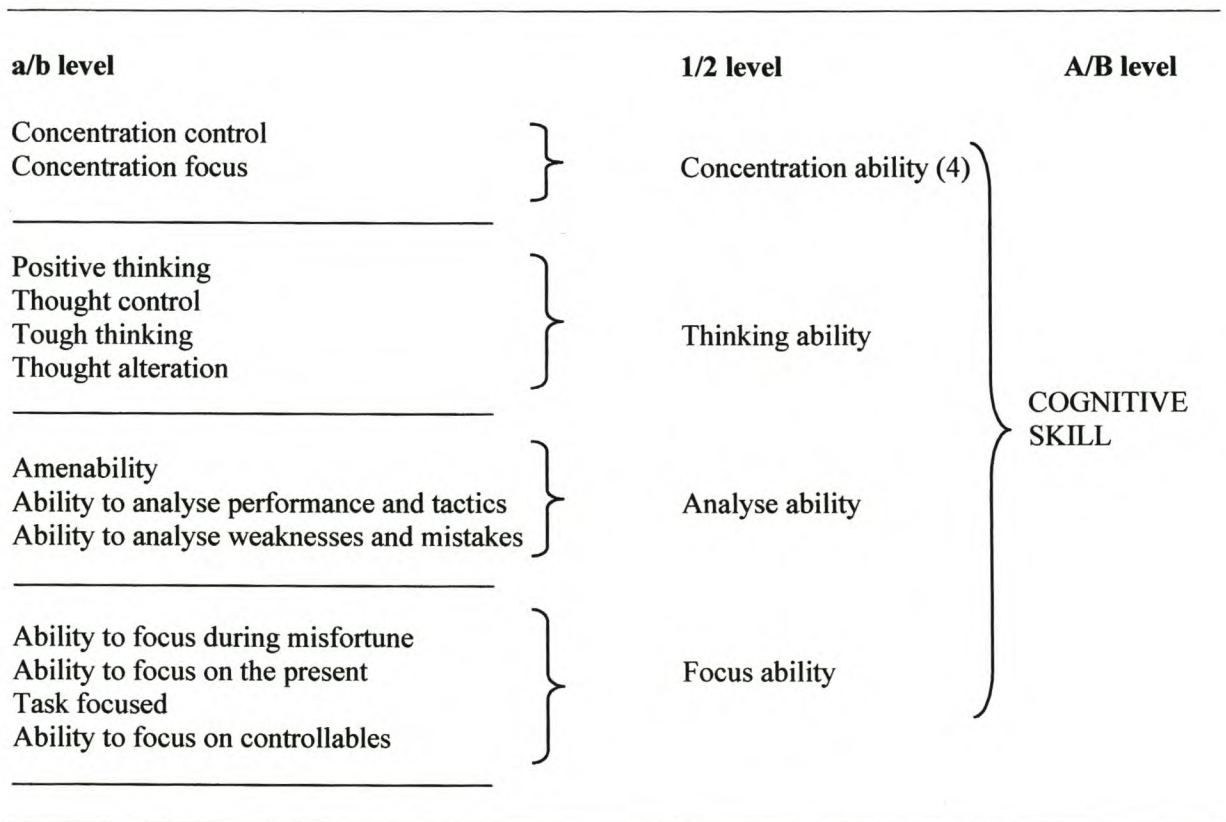 a/b level 1/2 level A/B level
Concentration control
Concentration focus Concentration ability (4)
Positive thinking
Thought control
Tough thinking Thinking ability
Thought alteration
COGNITIVE
SKILL
Amenability
Ability to analyse performance and tactics Analyse ability
Ability to analyse weaknesses and mistakes
Ability to focus during misfortune
Ability to focus on the present Focus ability
Task focused
Ability to focus on controllables